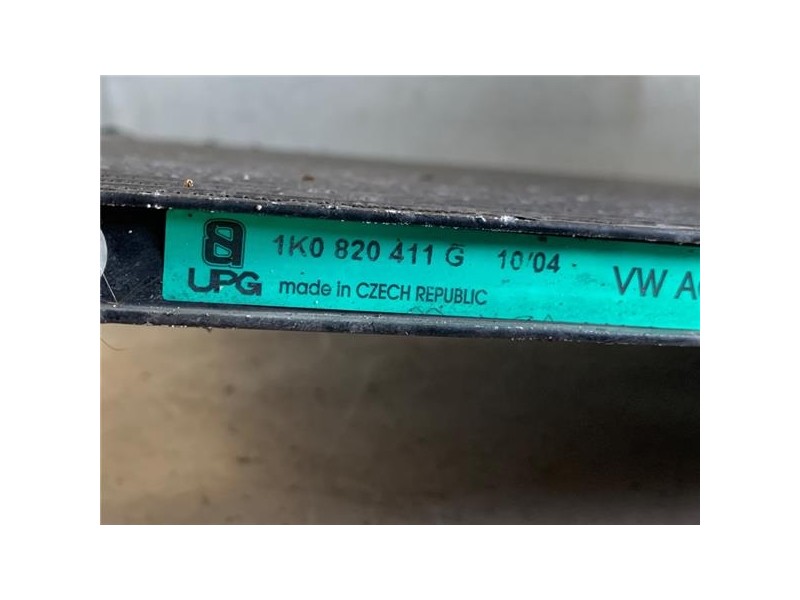 1K0 820 411 G 10/04 VW A
UPG made in CZECH REPUBLIC